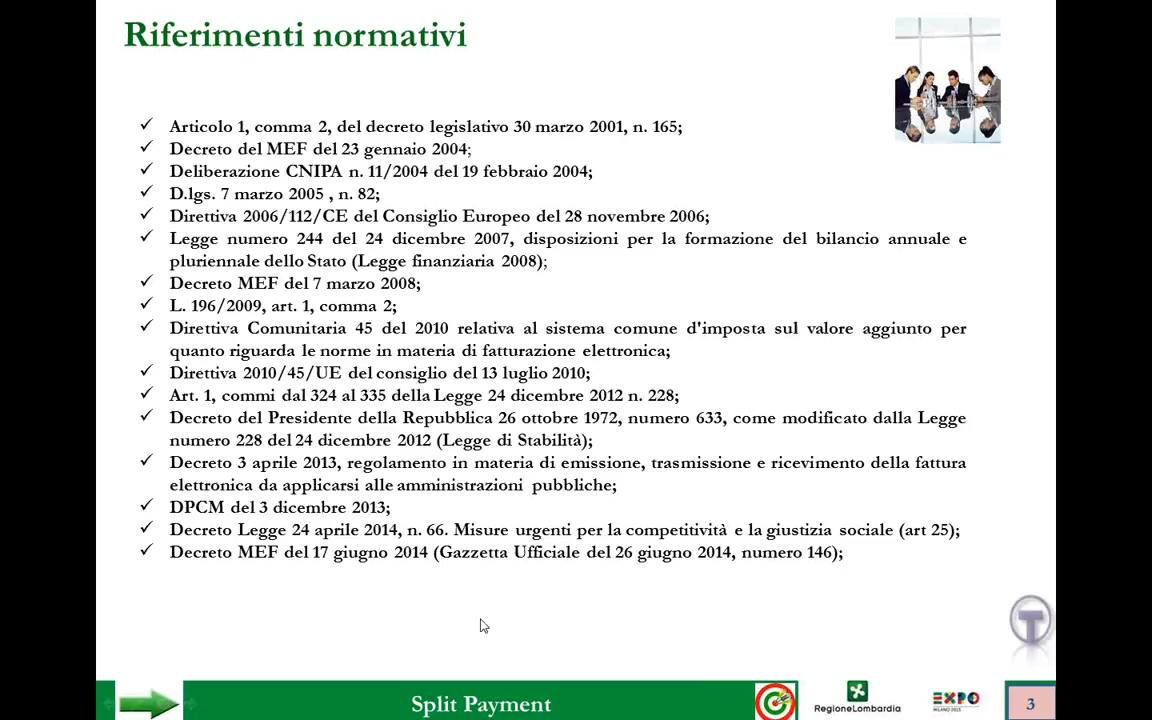 Riferimenti normativi
Articolo 1, comma 2, del decreto legislativo 30 marzo 2001, n. 165;
Decreto del MEF del 23 gennaio 2004;
Deliberazione CNIPA n. 11/2004 del 19 febbraio 2004;
D.lgs. 7 marzo 2005 , n. 82;
Direttiva 2006/112/CE del Consiglio Europeo del 28 novembre 2006;
Legge numero 244 del 24 dicembre 2007, disposizioni per la formazione del bilancio annuale e
pluriennale dello Stato (Legge finanziaria 2008);
Decreto MEF del 7 marzo 2008;
L. 196/2009, art. 1, comma 2;
Direttiva Comunitaria 45 del 2010 relativa al sistema comune d'imposta sul valore aggiunto per
quanto riguarda le norme in materia di fatturazione elettronica;
Direttiva 2010/45/UE del consiglio del 13 luglio 2010;
Art. 1, commi dal 324 al 335 della Legge 24 dicembre 2012 n. 228;
Decreto del Presidente della Repubblica 26 ottobre 1972, numero 633, come modificato dalla Legge
numero 228 del 24 dicembre 2012 (Legge di Stabilità);
Decreto 3 aprile 2013, regolamento in materia di emissione, trasmissione e ricevimento della fattura
elettronica da applicarsi alle amministrazioni pubbliche;
DPCM del 3 dicembre 2013;
Decreto Legge 24 aprile 2014, n. 66. Misure urgenti per la competitività e la giustizia sociale (art 25);
Decreto MEF del 17 giugno 2014 (Gazzetta Ufficiale del 26 giugno 2014, numero 146);
T
Split Payment
RegioneLombardia
EXPO
MILANO 2015
3